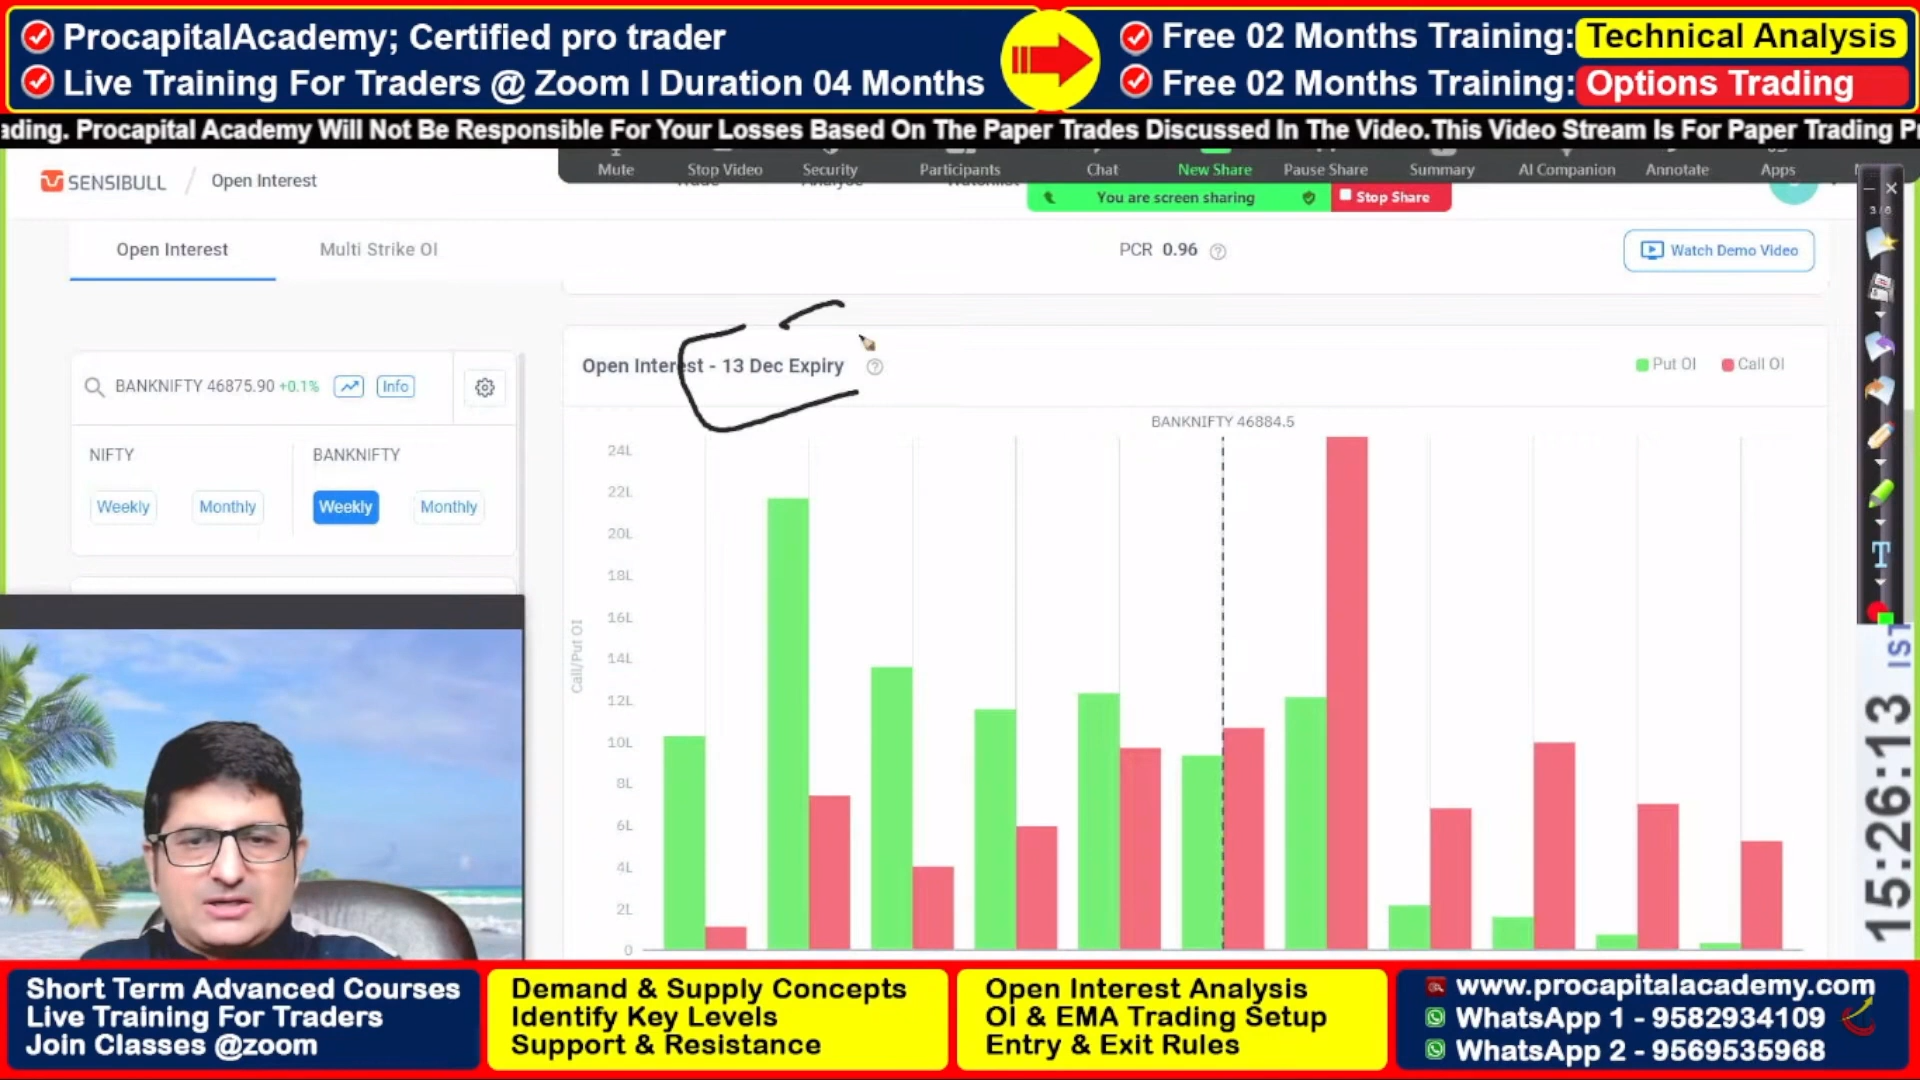 ProcapitalAcademy; Certified pro trader
Live Training For Traders @ Zoom I Duration 04 Months
Free 02 Months Training: Technical Analysis
Free 02 Months Training: Options Trading
Procapital Academy Will Not Be Responsible For Your Losses Based On The Paper Trades Discussed In The Video.This Video Stream Is For Paper Trading
Mute Stop Video Security Participants Chat New Share Pause Share Summary AI Companion Annotate Apps
You are screen sharing Stop Share
SENSIBULL / Open Interest
Open Interest Multi Strike OI
PCR 0.96
Watch Demo Video
BANKNIFTY 46875.90 +0.1% Info
NIFTY
Weekly Monthly
BANKNIFTY
Weekly Monthly
Open Interest - 13 Dec Expiry
Put OI Call OI
BANKNIFTY 46884.5
Call/Put OI
24L
22L
20L
18L
16L
14L
12L
10L
8L
6L
4L
2L
0
15:26:13 IST
Short Term Advanced Courses
Live Training For Traders
Join Classes @zoom
Demand & Supply Concepts
Identify Key Levels
Support & Resistance
Open Interest Analysis
OI & EMA Trading Setup
Entry & Exit Rules
www.procapitalacademy.com
WhatsApp 1 - 9582934109
WhatsApp 2 - 9569535968